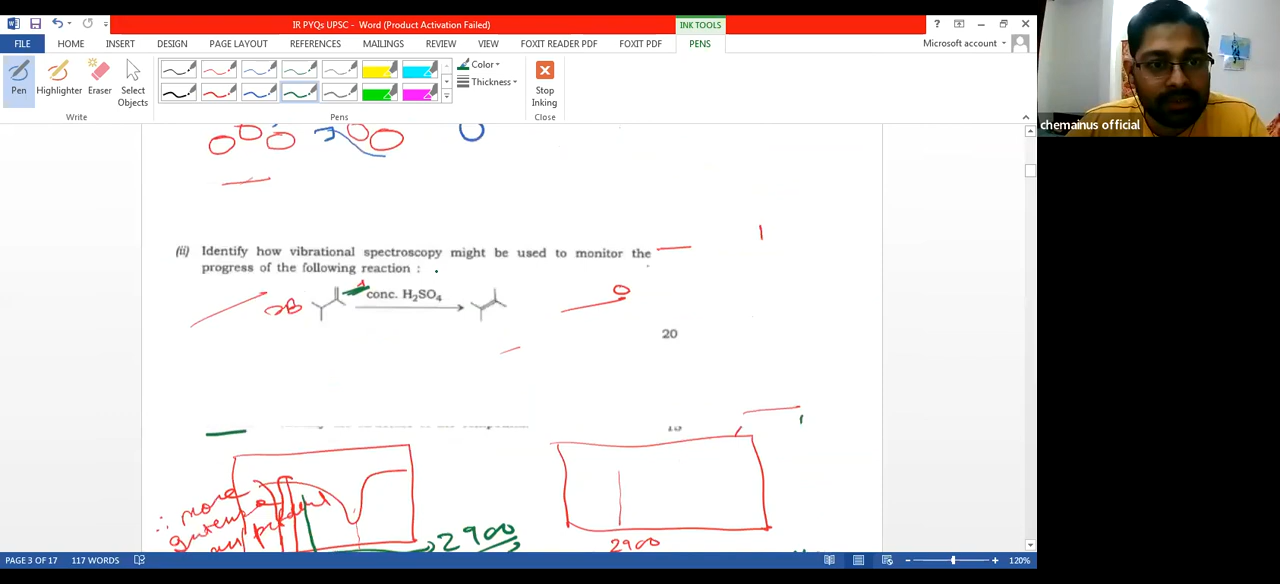 IR PYQs UPSC - Word (Product Activation Failed)
INK TOOLS
FILE HOME INSERT DESIGN PAGE LAYOUT REFERENCES MAILINGS REVIEW VIEW FOXIT READER PDF FOXIT PDF PENS
Microsoft account
Pen Highlighter Eraser Select Objects
Color
Thickness
Stop Inking
Write Pens Close
chemainus official
(ii) Identify how vibrational spectroscopy might be used to monitor the
progress of the following reaction :
conc. H2SO4
20
∴ more
2900
2900
PAGE 3 OF 17 117 WORDS
120%